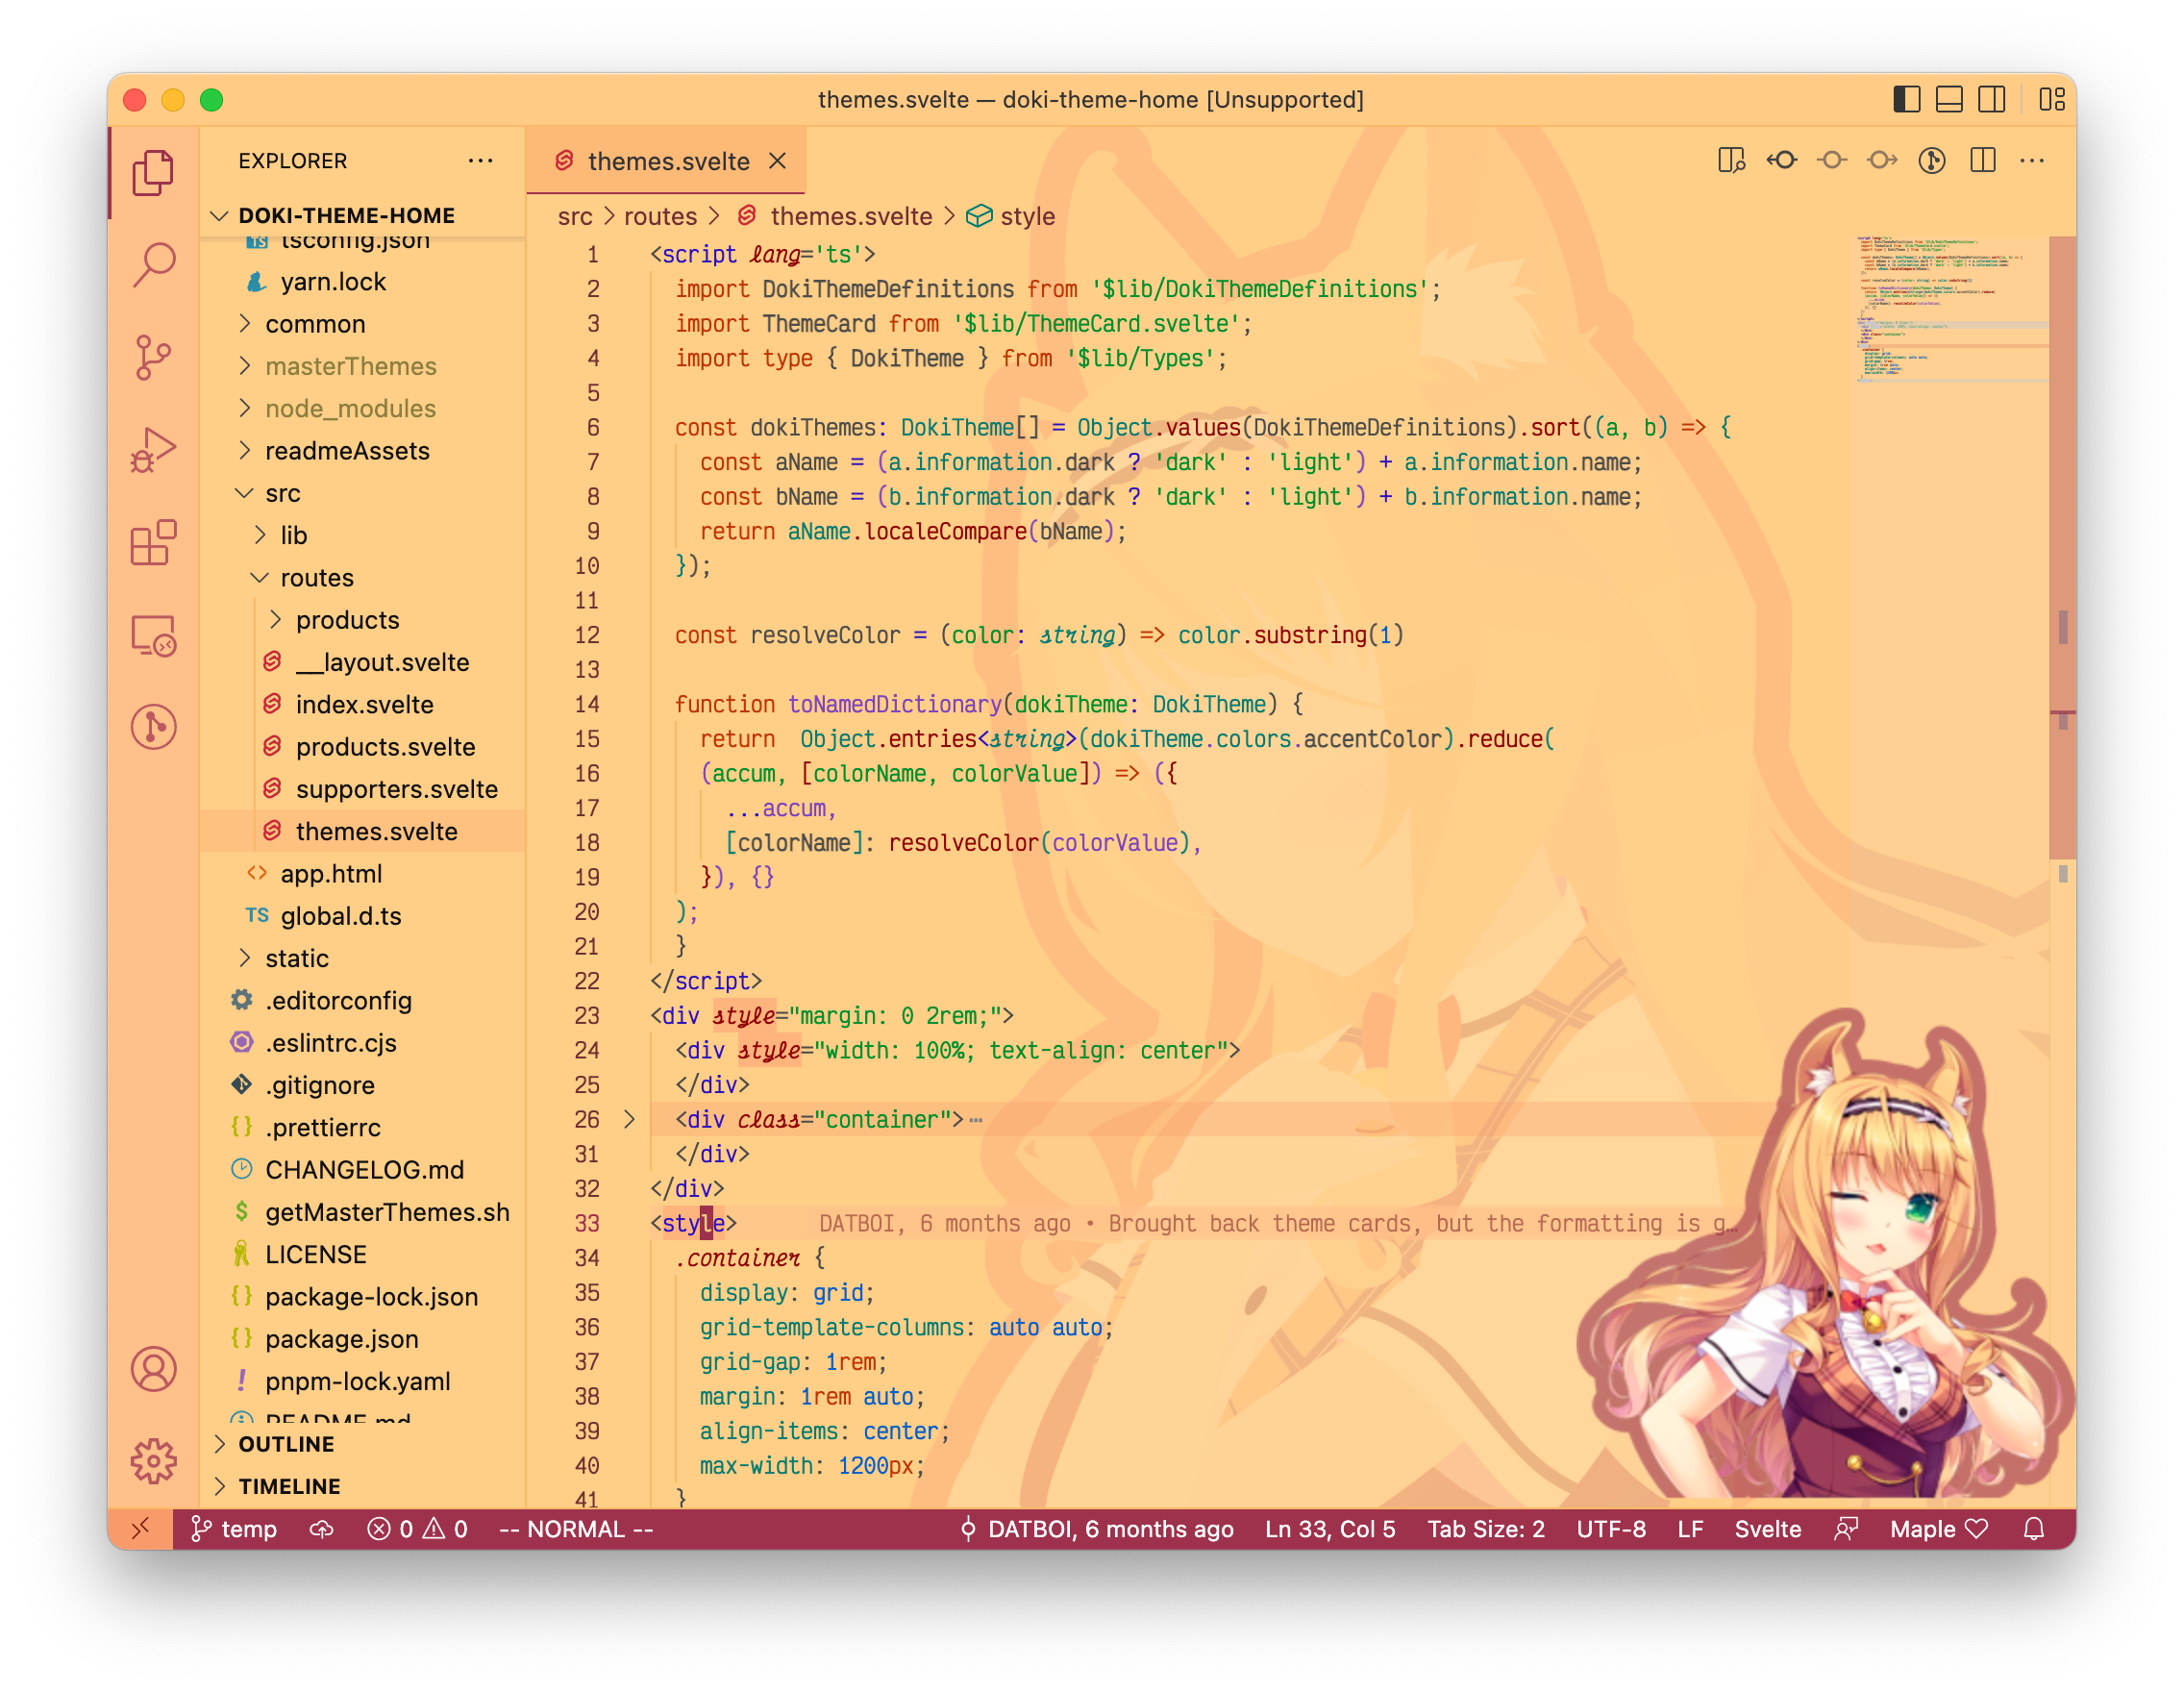 themes.svelte — doki-theme-home [Unsupported]
EXPLORER
DOKI-THEME-HOME
tsconfig.json
yarn.lock
common
masterThemes
node_modules
readmeAssets
src
lib
routes
products
__layout.svelte
index.svelte
products.svelte
supporters.svelte
themes.svelte
app.html
TS global.d.ts
static
.editorconfig
.eslintrc.cjs
.gitignore
{} .prettierrc
CHANGELOG.md
$ getMasterThemes.sh
LICENSE
{} package-lock.json
{} package.json
! pnpm-lock.yaml
README.md
OUTLINE
TIMELINE
themes.svelte
src > routes > themes.svelte > style
1 <script lang='ts'>
2 import DokiThemeDefinitions from '$lib/DokiThemeDefinitions';
3 import ThemeCard from '$lib/ThemeCard.svelte';
4 import type { DokiTheme } from '$lib/Types';
5
6 const dokiThemes: DokiTheme[] = Object.values(DokiThemeDefinitions).sort((a, b) => {
7 const aName = (a.information.dark ? 'dark' : 'light') + a.information.name;
8 const bName = (b.information.dark ? 'dark' : 'light') + b.information.name;
9 return aName.localeCompare(bName);
10 });
11
12 const resolveColor = (color: string) => color.substring(1)
13
14 function toNamedDictionary(dokiTheme: DokiTheme) {
15 return  Object.entries<string>(dokiTheme.colors.accentColor).reduce(
16 (accum, [colorName, colorValue]) => ({
17 ...accum,
18 [colorName]: resolveColor(colorValue),
19 }), {}
20 );
21 }
22 </script>
23 <div style="margin: 0 2rem;">
24 <div style="width: 100%; text-align: center">
25 </div>
26 <div class="container">⋯
31 </div>
32 </div>
33 <style> DATBOI, 6 months ago • Brought back theme cards, but the formatting is g…
34 .container {
35 display: grid;
36 grid-template-columns: auto auto;
37 grid-gap: 1rem;
38 margin: 1rem auto;
39 align-items: center;
40 max-width: 1200px;
41 }
temp 0 0 -- NORMAL -- DATBOI, 6 months ago Ln 33, Col 5 Tab Size: 2 UTF-8 LF Svelte Maple ♡